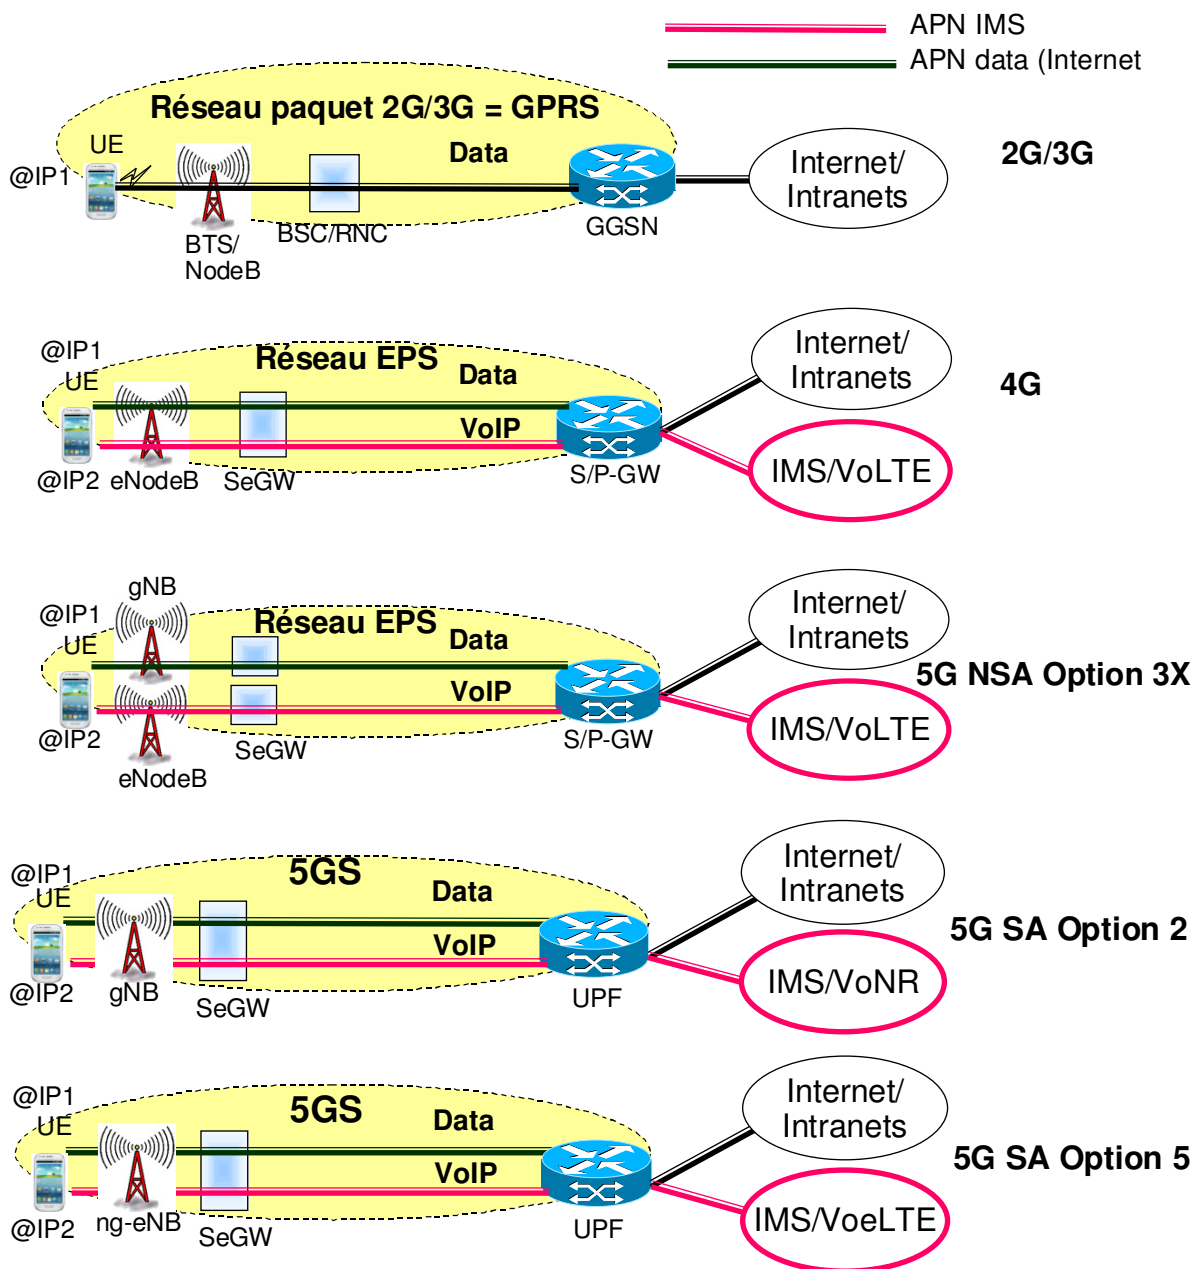 APN IMS
APN data (Internet
Réseau paquet 2G/3G = GPRS
UE
Data
@IP1
BTS/
NodeB
BSC/RNC
GGSN
Internet/
Intranets
2G/3G
@IP1
UE
Réseau EPS
Data
VoIP
@IP2
eNodeB
SeGW
S/P-GW
Internet/
Intranets
IMS/VoLTE
4G
gNB
@IP1
UE
Réseau EPS
Data
VoIP
@IP2
eNodeB
SeGW
S/P-GW
Internet/
Intranets
IMS/VoLTE
5G NSA Option 3X
@IP1
UE
5GS
Data
VoIP
@IP2
gNB
SeGW
UPF
Internet/
Intranets
IMS/VoNR
5G SA Option 2
@IP1
UE
5GS
Data
VoIP
@IP2
ng-eNB
SeGW
UPF
Internet/
Intranets
IMS/VoeLTE
5G SA Option 5